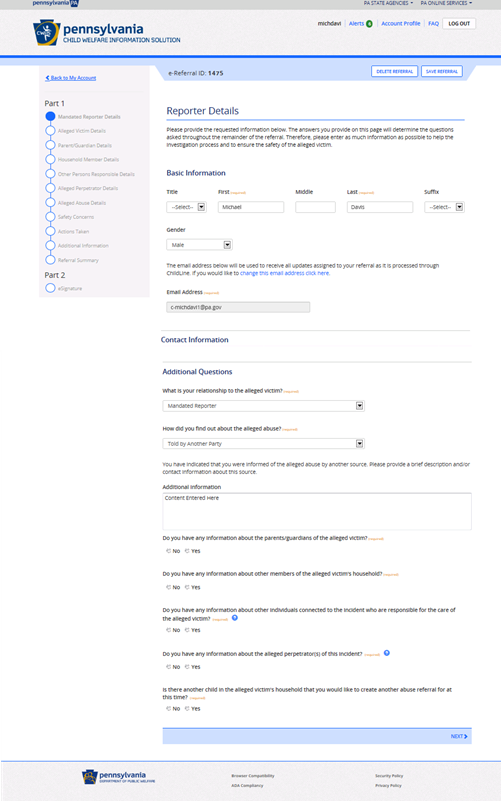 pennsylvania PA
PA STATE AGENCIES
PA ONLINE SERVICES
pennsylvania
CHILD WELFARE INFORMATION SOLUTION
michdavi
Alerts
Account Profile
FAQ
LOG OUT
Back to My Account
e-Referral ID: 1475
DELETE REFERRAL
SAVE REFERRAL
Part 1
Mandated Reporter Details
Alleged Victim Details
Parent/Guardian Details
Household Member Details
Other Persons Responsible Details
Alleged Perpetrator Details
Alleged Abuse Details
Safety Concerns
Actions Taken
Additional Information
Referral Summary
Part 2
eSignature
Reporter Details
Please provide the requested information below. The answers you provide on this page will determine the questions
asked throughout the remainder of the referral. Therefore, please enter as much information as possible to help the
investigation process and to ensure the safety of the alleged victim.
Basic Information
Title First (required) Middle Last (required) Suffix
--Select-- Michael Davis --Select--
Gender
Male
The email address below will be used to receive all updates assigned to your referral as it is processed through
ChildLine. If you would like to change this email address click here.
Email Address (required)
c-michdavi1@pa.gov
Contact Information
Additional Questions
What is your relationship to the alleged victim? (required)
Mandated Reporter
How did you find out about the alleged abuse? (required)
Told by Another Party
You have indicated that you were informed of the alleged abuse by another source. Please provide a brief description and/or
contact information about this source.
Additional Information
Content Entered Here
Do you have any information about the parents/guardians of the alleged victim? (required)
No Yes
Do you have any information about other members of the alleged victim's household? (required)
No Yes
Do you have any information about other individuals connected to the incident who are responsible for the care of
the alleged victim? (required) ?
No Yes
Do you have any information about the alleged perpetrator(s) of this incident? (required) ?
No Yes
Is there another child in the alleged victim's household that you would like to create another abuse referral for at
this time? (required)
No Yes
NEXT
pennsylvania
DEPARTMENT OF PUBLIC WELFARE
Browser Compatibility
ADA Compliancy
Security Policy
Privacy Policy